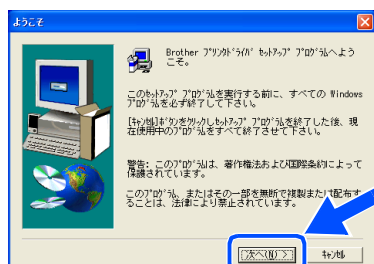 ようこそ
Brother ﾌﾟﾘﾝﾀﾄﾞﾗｲﾊﾞ ｾｯﾄｱｯﾌﾟ ﾌﾟﾛｸﾞﾗﾑへよう
こそ。
このｾｯﾄｱｯﾌﾟ ﾌﾟﾛｸﾞﾗﾑを実行する前に、すべての Windows
ﾌﾟﾛｸﾞﾗﾑを必ず終了して下さい。
[ｷｬﾝｾﾙ]ﾎﾞﾀﾝをｸﾘｯｸしｾｯﾄｱｯﾌﾟ ﾌﾟﾛｸﾞﾗﾑを終了した後、現
在使用中のﾌﾟﾛｸﾞﾗﾑをすべて終了させて下さい。
警告: このﾌﾟﾛｸﾞﾗﾑは、著作権法および国際条約によって
保護されています。
このﾌﾟﾛｸﾞﾗﾑ、またはその一部を無断で複製または配布す
ることは、法律により禁止されています。
次へ(N) >
ｷｬﾝｾﾙ